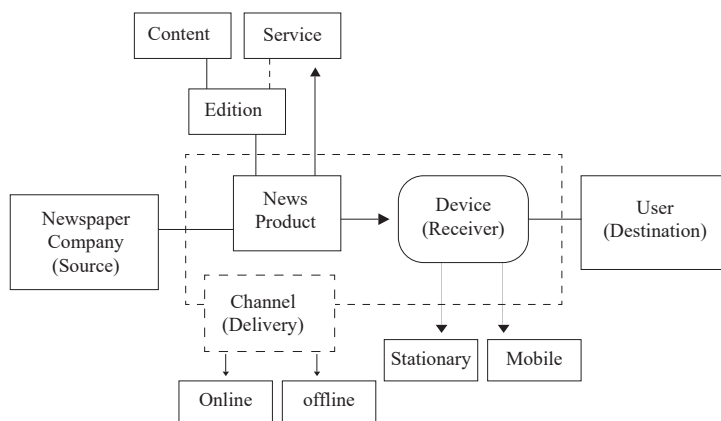 Content
Service
Edition
News
Product
Newspaper
Company
(Source)
Device
(Receiver)
User
(Destination)
Channel
(Delivery)
Stationary
Mobile
Online
offline